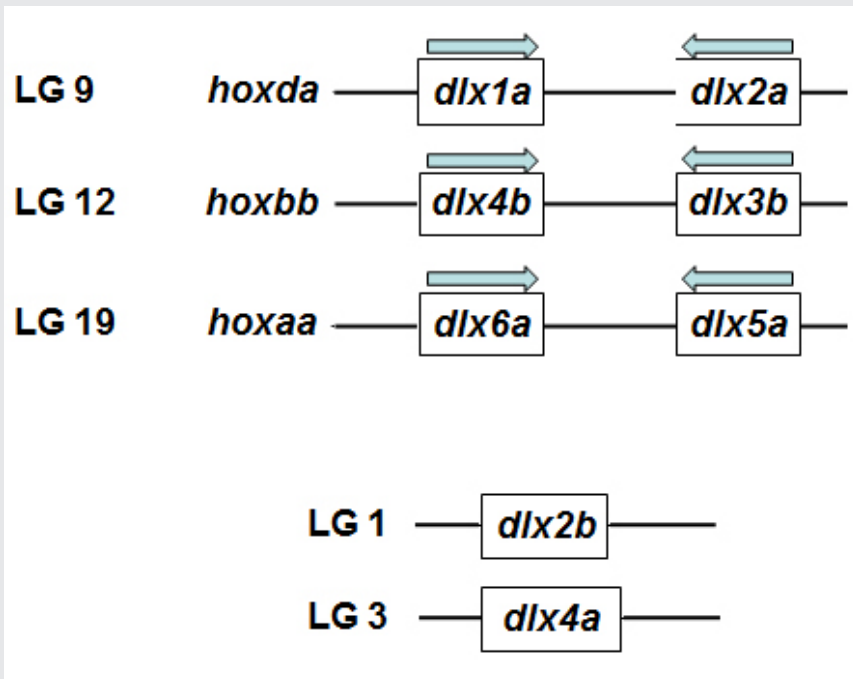 LG 9 hoxda dlx1a dlx2a
LG 12 hoxbb dlx4b dlx3b
LG 19 hoxaa dlx6a dlx5a
LG 1 dlx2b
LG 3 dlx4a